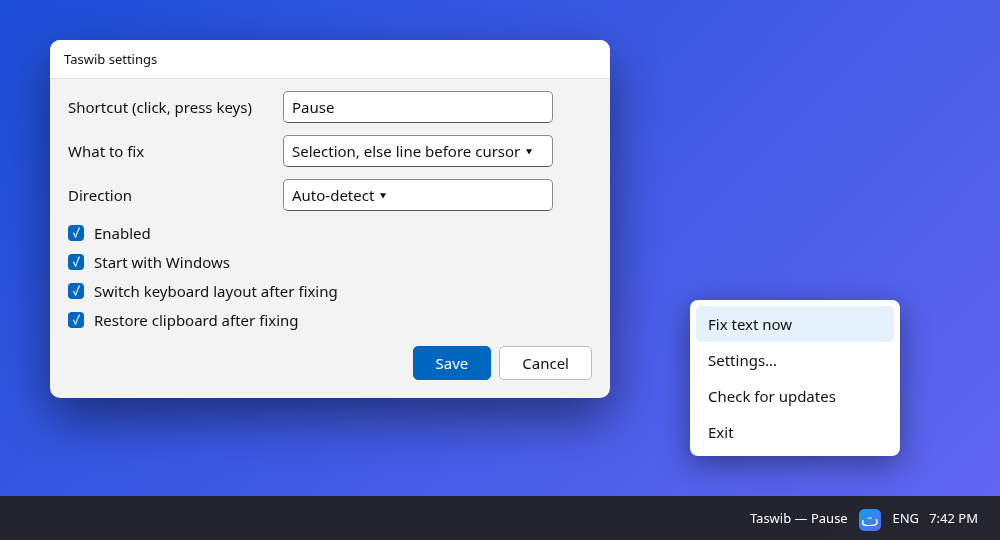 Taswib settings
Shortcut (click, press keys)
Pause
What to fix
Selection, else line before cursor
Direction
Auto-detect
Enabled
Start with Windows
Switch keyboard layout after fixing
Restore clipboard after fixing
Save
Cancel
Fix text now
Settings...
Check for updates
Exit
Taswib — Pause
ENG
7:42 PM